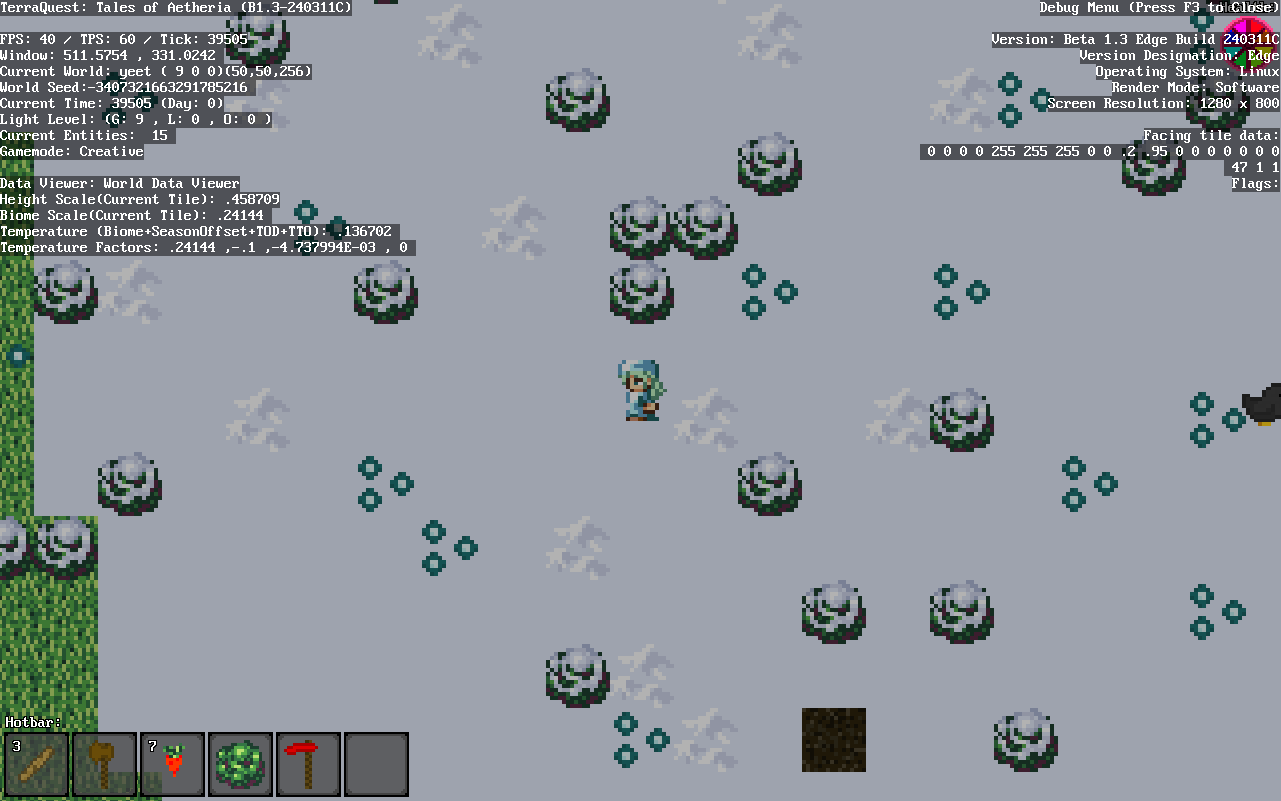 TerraQuest: Tales of Aetheria (B1.3-240311C)
FPS: 40 / TPS: 60 / Tick: 39505
Window: 511.5754 , 331.0242
Current World: yeet ( 9 0 0)(50,50,256)
World Seed:-3407321663291785216
Current Time: 39505 (Day: 0)
Light Level: (G: 9 , L: 0 , O: 0 )
Current Entities:  15
Gamemode: Creative
Data Viewer: World Data Viewer
Height Scale(Current Tile): .458709
Biome Scale(Current Tile): .24144
Temperature (Biome+SeasonOffset+TOD+TTO): .136702
Temperature Factors: .24144 ,-.1 ,-4.737994E-03 , 0
Debug Menu (Press F3 to Close)
Version: Beta 1.3 Edge Build 240311C
Version Designation: Edge
Operating System: Linux
Render Mode: Software
Screen Resolution: 1280 x 800
Facing tile data:
0 0 0 0 255 255 255 0 0 .2 .95 0 0 0 0 0 0 0
47 1 1
Flags:
Hotbar:
3
7